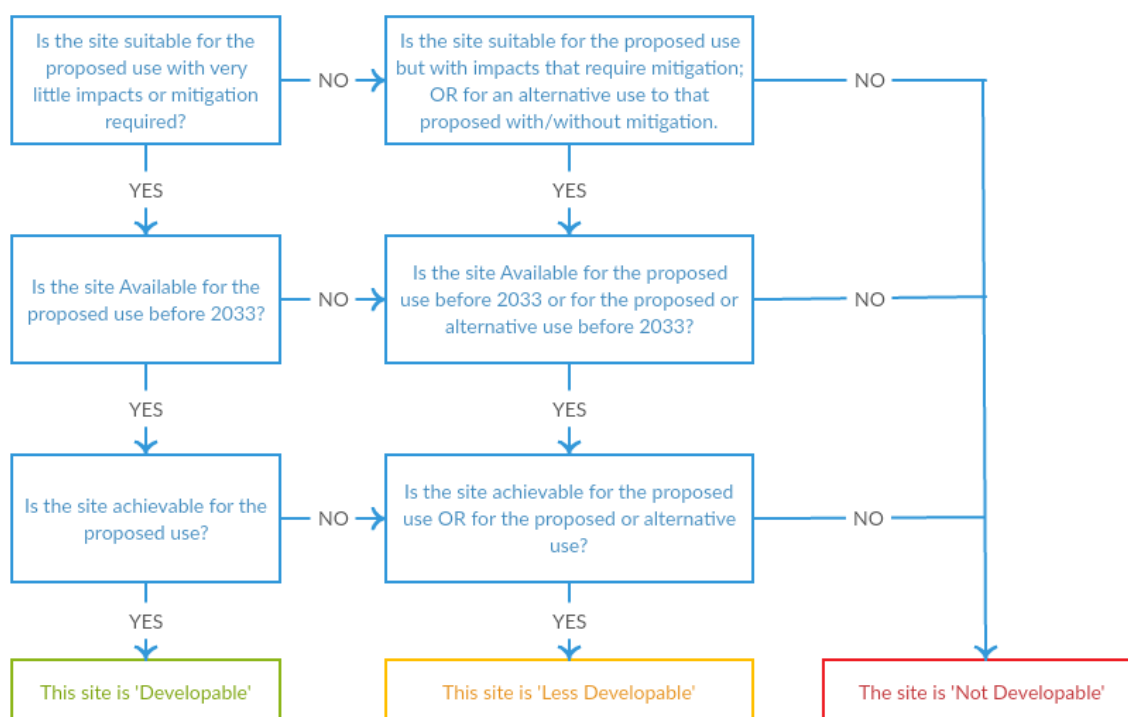 Is the site suitable for the
proposed use with very
little impacts or mitigation
required?
NO
Is the site suitable for the proposed use
but with impacts that require mitigation;
OR for an alternative use to that
proposed with/without mitigation.
NO
YES
YES
Is the site Available for the
proposed use before 2033?
NO
Is the site Available for the proposed
use before 2033 or for the proposed or
alternative use before 2033?
NO
YES
YES
Is the site achievable for the
proposed use?
NO
Is the site achievable for the proposed
use OR for the proposed or alternative
use?
NO
YES
YES
This site is 'Developable'
This site is 'Less Developable'
The site is 'Not Developable'